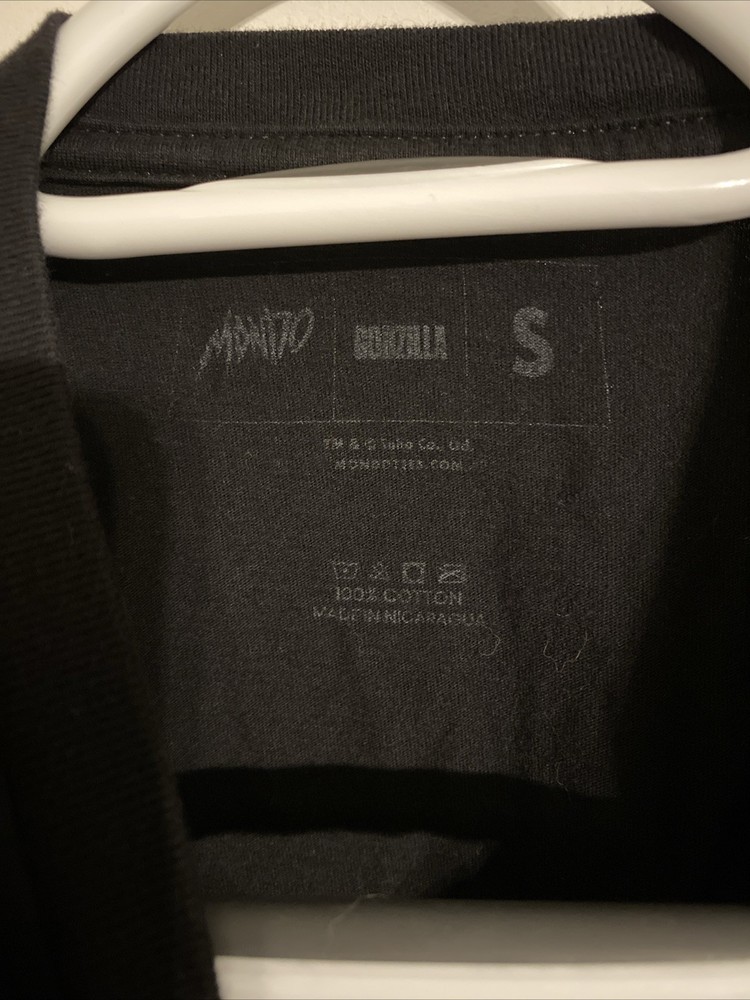 MONDO GODZILLA S
TM & © Toho Co., Ltd.
MONDOTEES.COM
100% COTTON
MADE IN NICARAGUA